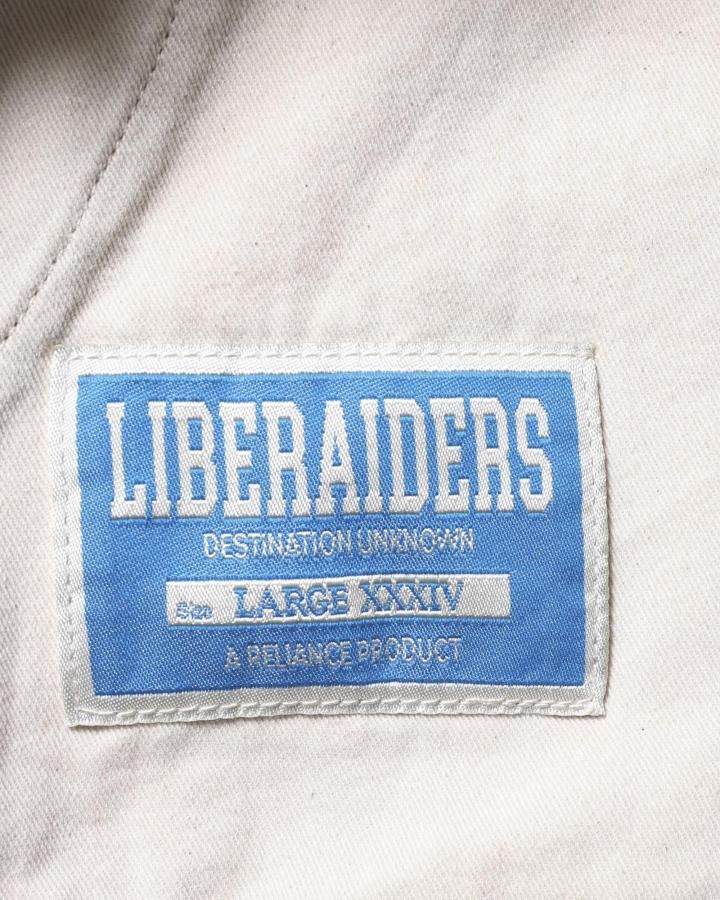 LIBERAIDERS
DESTINATION UNKNOWN
Size LARGE XXXIV
A RELIANCE PRODUCT